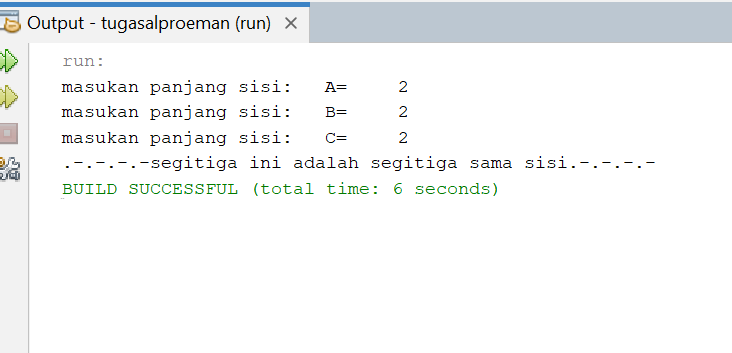 Output - tugasalproeman (run)
run:
masukan panjang sisi:   A=     2
masukan panjang sisi:   B=     2
masukan panjang sisi:   C=     2
.-.-.-.-segitiga ini adalah segitiga sama sisi.-.-.-.-
BUILD SUCCESSFUL (total time: 6 seconds)